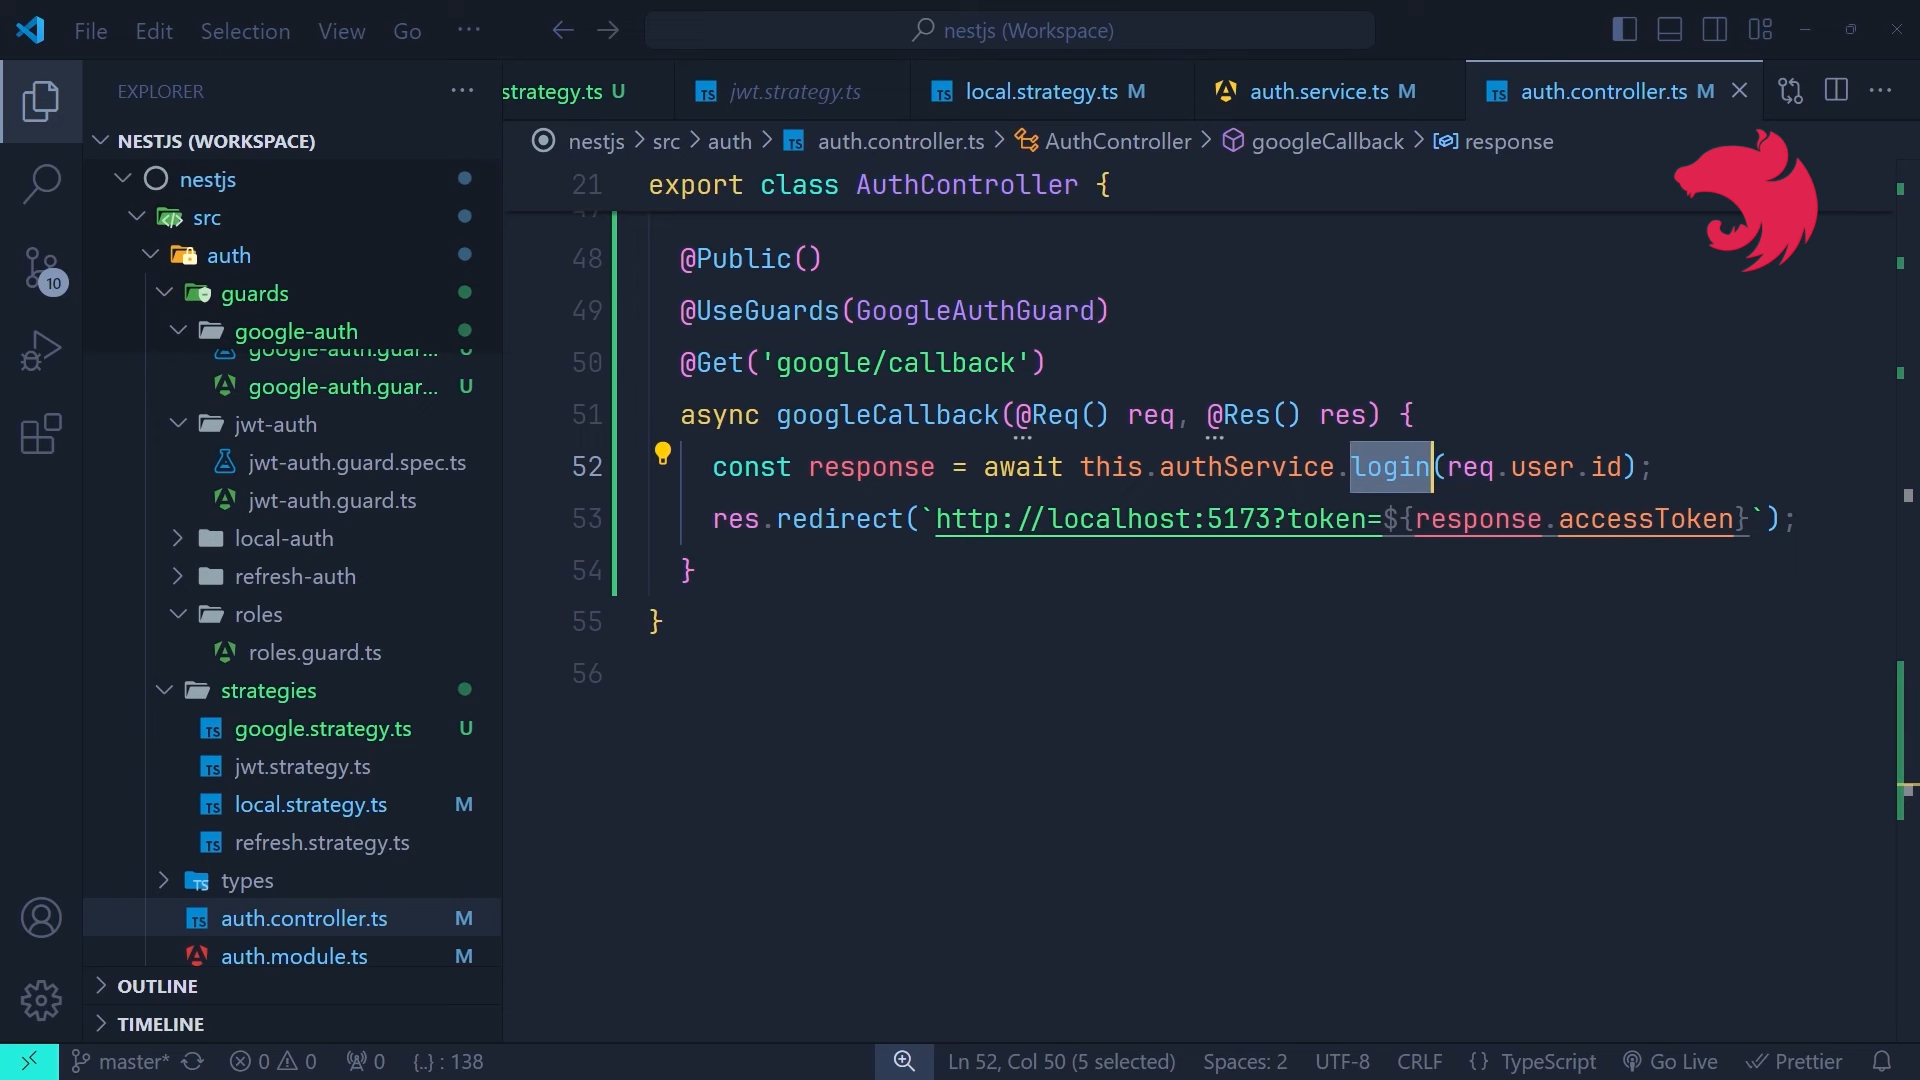 File Edit Selection View Go ···
nestjs (Workspace)
EXPLORER
NESTJS (WORKSPACE)
nestjs
src
auth
guards
google-auth
google-auth.guar... U
google-auth.guar... U
jwt-auth
jwt-auth.guard.spec.ts
jwt-auth.guard.ts
local-auth
refresh-auth
roles
roles.guard.ts
strategies
google.strategy.ts U
jwt.strategy.ts
local.strategy.ts M
refresh.strategy.ts
types
auth.controller.ts M
auth.module.ts M
OUTLINE
TIMELINE
10
strategy.ts U
jwt.strategy.ts
local.strategy.ts M
auth.service.ts M
auth.controller.ts M
nestjs > src > auth > auth.controller.ts > AuthController > googleCallback > response
21 export class AuthController {
47
48 @Public()
49 @UseGuards(GoogleAuthGuard)
50 @Get('google/callback')
51 async googleCallback(@Req() req, @Res() res) {
52 const response = await this.authService.login(req.user.id);
53 res.redirect(`http://localhost:5173?token=${response.accessToken}`);
54 }
55 }
56
master* 0 0 0 {..} : 138 Ln 52, Col 50 (5 selected) Spaces: 2 UTF-8 CRLF {} TypeScript Go Live Prettier